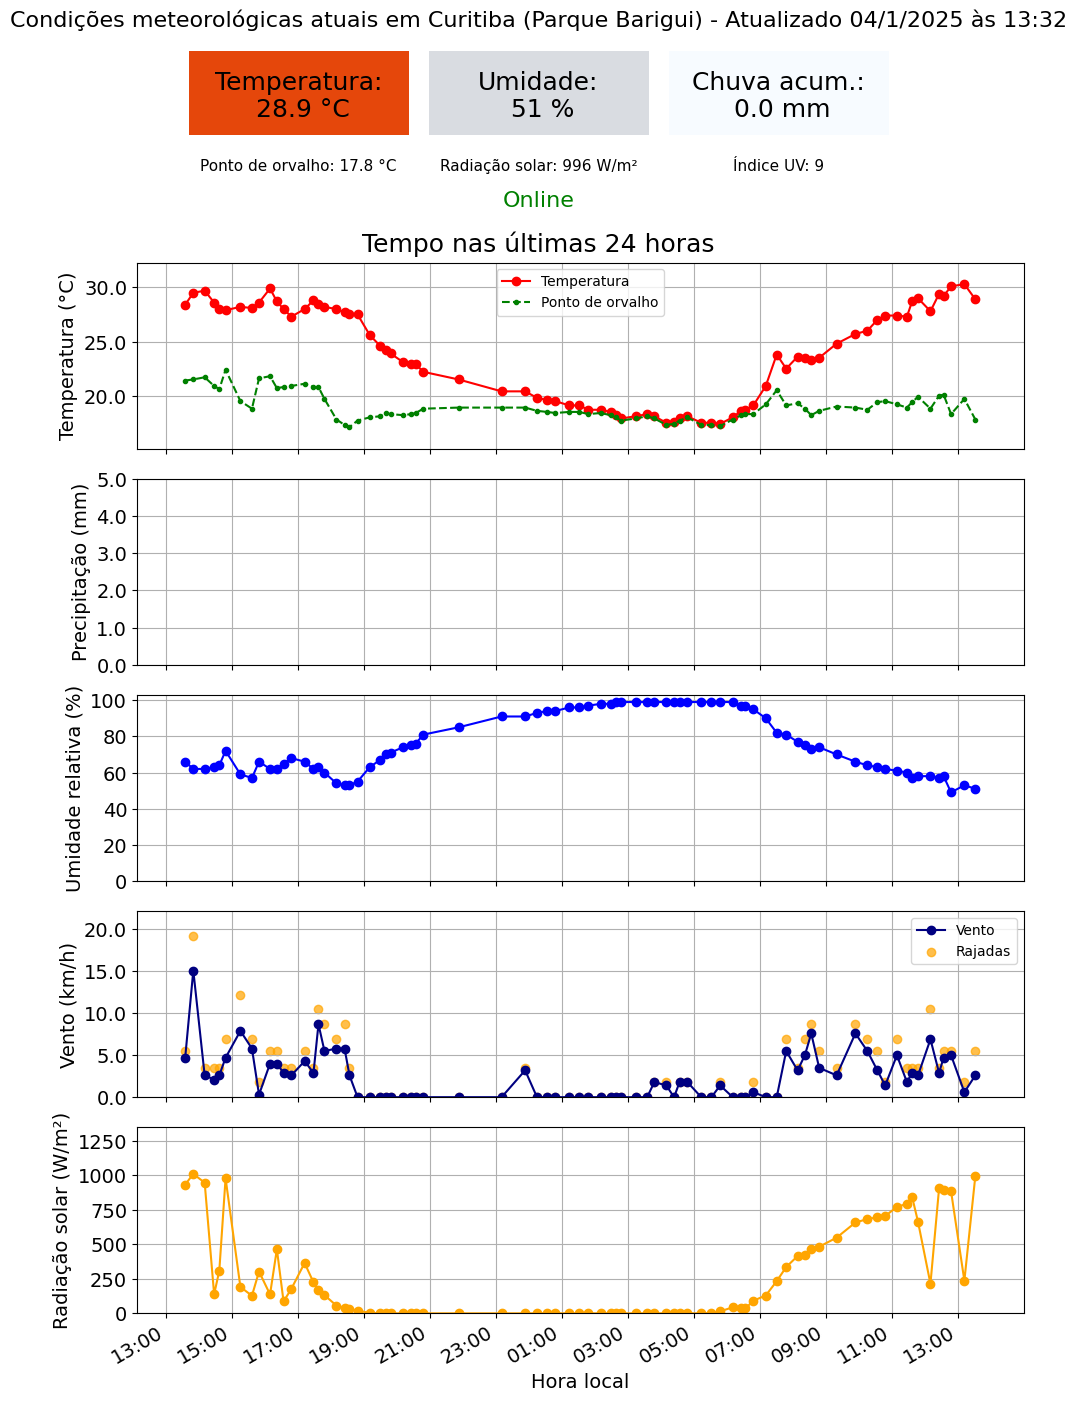 Condições meteorológicas atuais em Curitiba (Parque Barigui) - Atualizado 04/1/2025 às 13:32
Temperatura:
28.9 °C
Umidade:
51 %
Chuva acum.:
0.0 mm
Ponto de orvalho: 17.8 °C
Radiação solar: 996 W/m²
Índice UV: 9
Online
Tempo nas últimas 24 horas
Temperatura (°C)
30.0
25.0
20.0
Temperatura
Ponto de orvalho
Precipitação (mm)
5.0
4.0
3.0
2.0
1.0
0.0
Umidade relativa (%)
100
80
60
40
20
0
Vento (km/h)
20.0
15.0
10.0
5.0
0.0
Vento
Rajadas
Radiação solar (W/m²)
1250
1000
750
500
250
0
13:00
15:00
17:00
19:00
21:00
23:00
01:00
03:00
05:00
07:00
09:00
11:00
13:00
Hora local